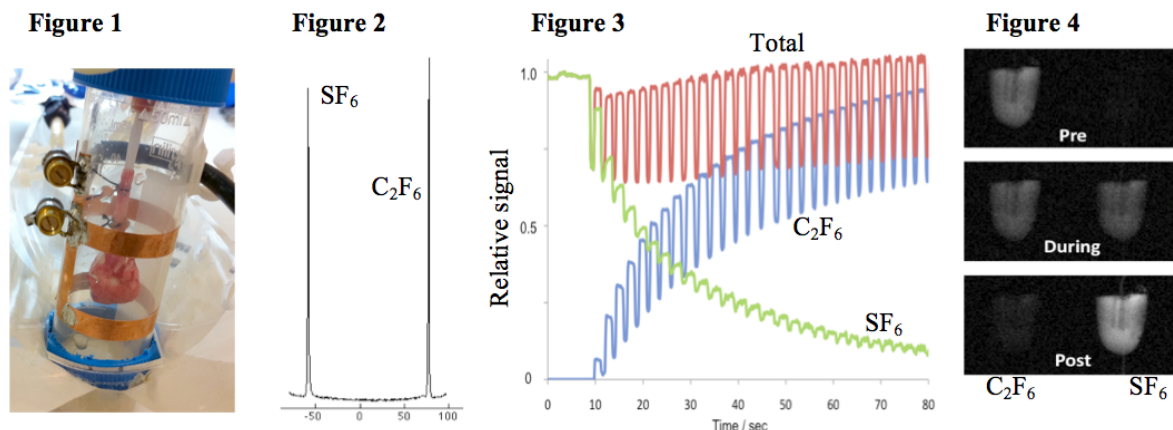 Figure 1
Figure 2
Figure 3
Figure 4
SF6
C2F6
-50 0 50 100
Total
Relative signal
1.0
0.5
0
C2F6
SF6
0 10 20 30 40 50 60 70 80
Time / sec
Pre
During
Post
C2F6 SF6